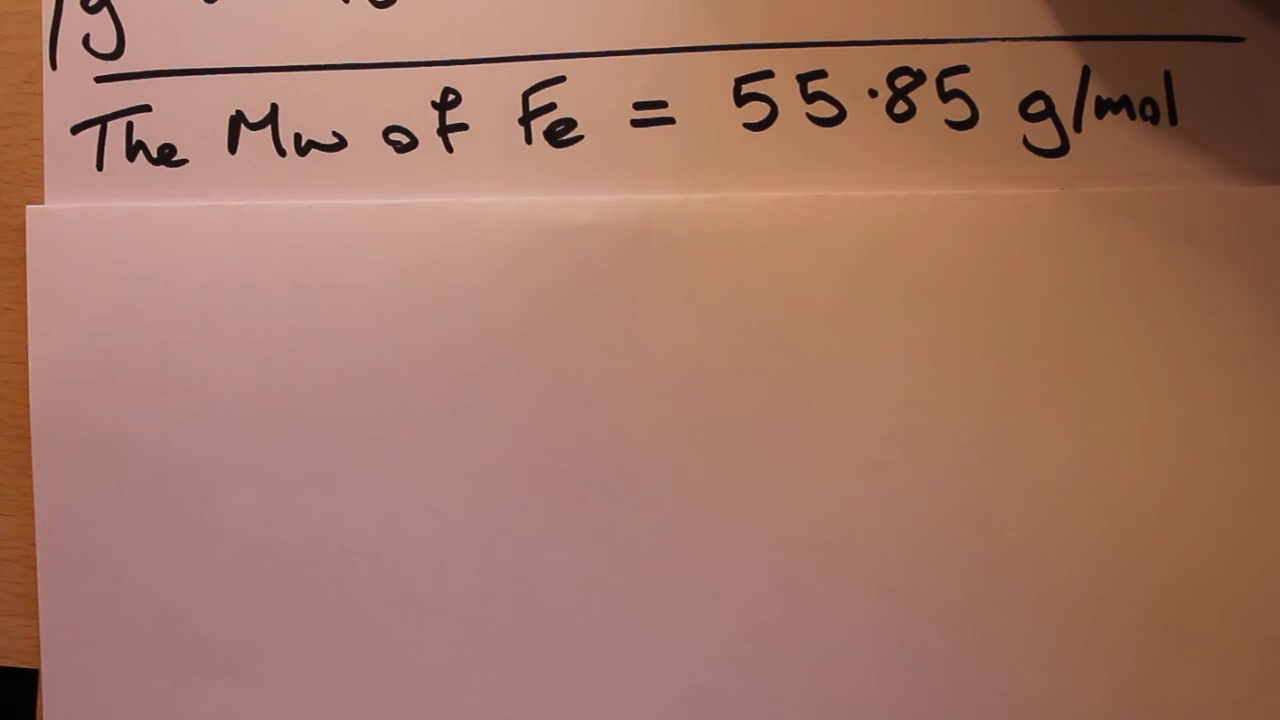 The Mw of Fe = 55.85 g/mol